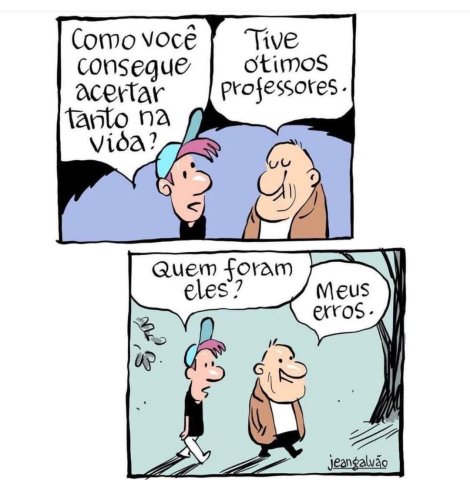 Como você
consegue
acertar
tanto na
vida?
Tive
ótimos
professores.
Quem foram
eles?
Meus
erros.
jeangalvão